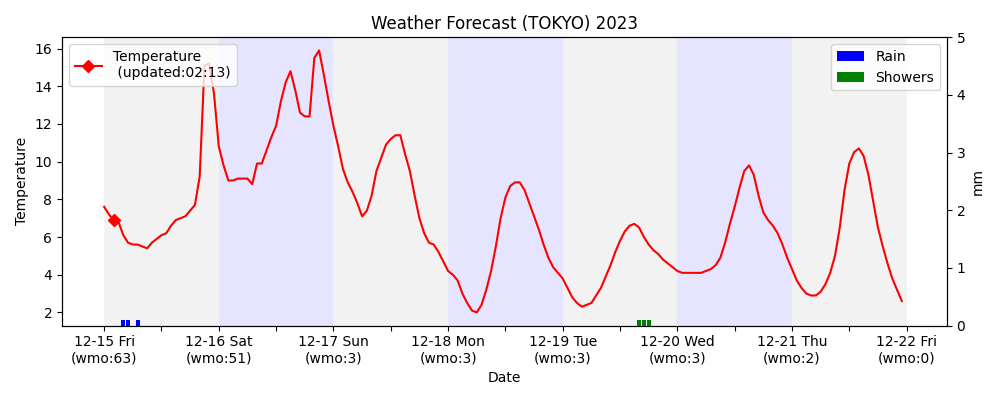 Weather Forecast (TOKYO) 2023
Temperature
(updated:02:13)
Rain
Showers
Temperature
16
14
12
10
8
6
4
2
5
4
3
2
1
0
mm
12-15 Fri
(wmo:63)
12-16 Sat
(wmo:51)
12-17 Sun
(wmo:3)
12-18 Mon
(wmo:3)
12-19 Tue
(wmo:3)
12-20 Wed
(wmo:3)
12-21 Thu
(wmo:2)
12-22 Fri
(wmo:0)
Date